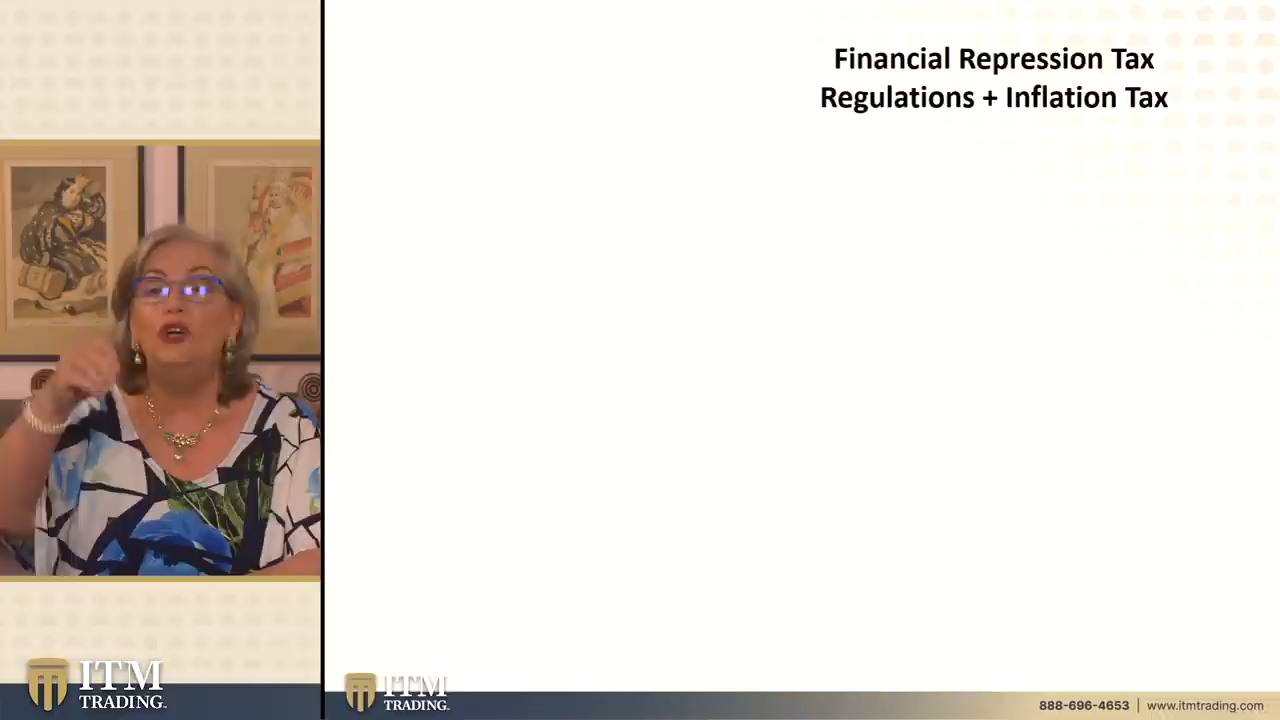 Financial Repression Tax
Regulations + Inflation Tax
ITM
TRADING
ITM
TRADING
888-696-4653 | www.itmtrading.com